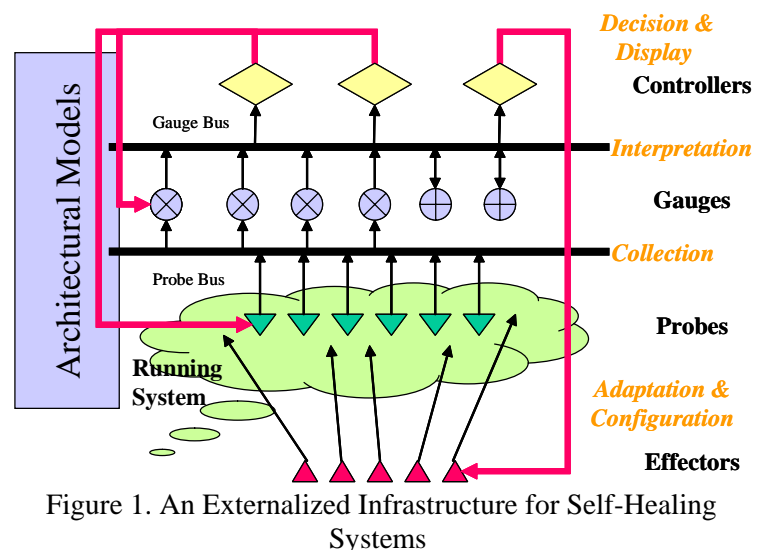 Decision &
Display
Controllers
Gauge Bus
Interpretation
Architectural Models
Gauges
Collection
Probe Bus
Probes
Running
System
Adaptation &
Configuration
Effectors
Figure 1. An Externalized Infrastructure for Self-Healing
Systems